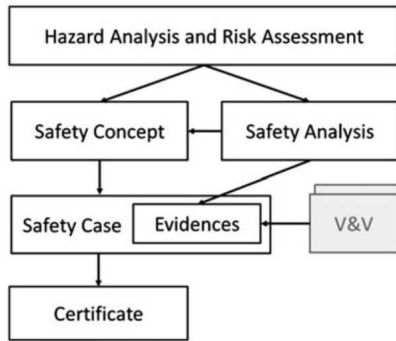 Hazard Analysis and Risk Assessment
Safety Concept
Safety Analysis
Safety Case
Evidences
V&V
Certificate